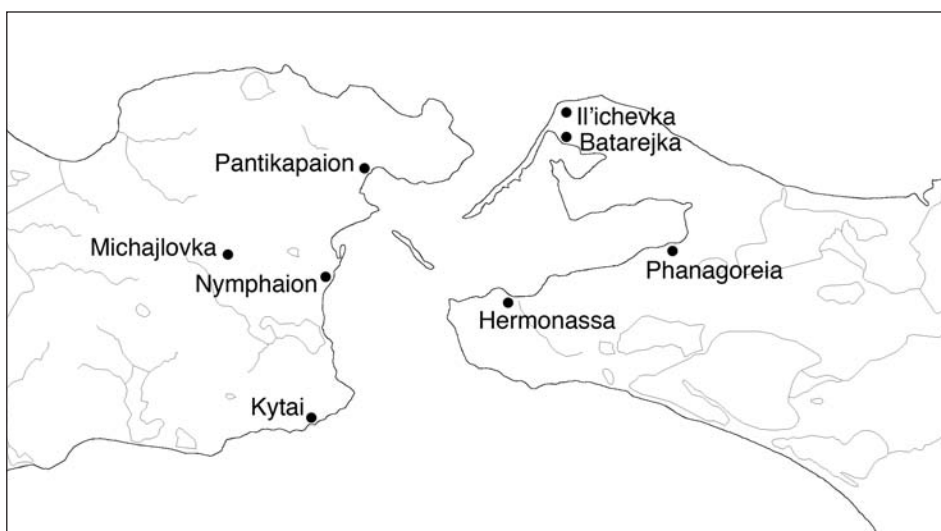 Il'ichevka
Batarejka
Pantikapaion
Michajlovka
Nymphaion
Phanagoreia
Hermonassa
Kytai